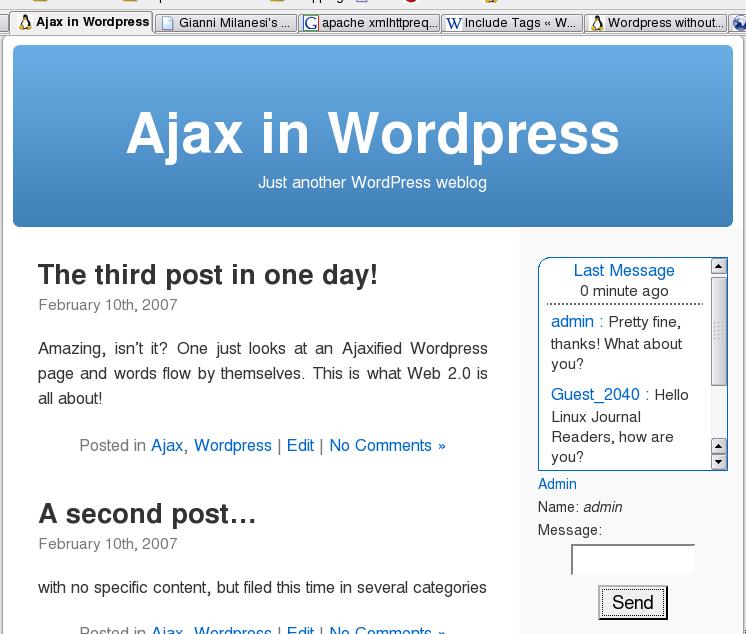 Ajax in Wordpress
Gianni Milanesi's ...
apache xmlhttpreq...
Include Tags « W...
Wordpress without...
Ajax in Wordpress
Just another WordPress weblog
The third post in one day!
February 10th, 2007
Amazing, isn't it? One just looks at an Ajaxified Wordpress
page and words flow by themselves. This is what Web 2.0 is
all about!
Posted in Ajax, Wordpress | Edit | No Comments »
A second post...
February 10th, 2007
with no specific content, but filed this time in several categories
Posted in Ajax, Wordpress | Edit | No Comments »
Last Message
0 minute ago
admin : Pretty fine,
thanks! What about
you?
Guest_2040 : Hello
Linux Journal
Readers, how are
you?
Admin
Name: admin
Message:
Send